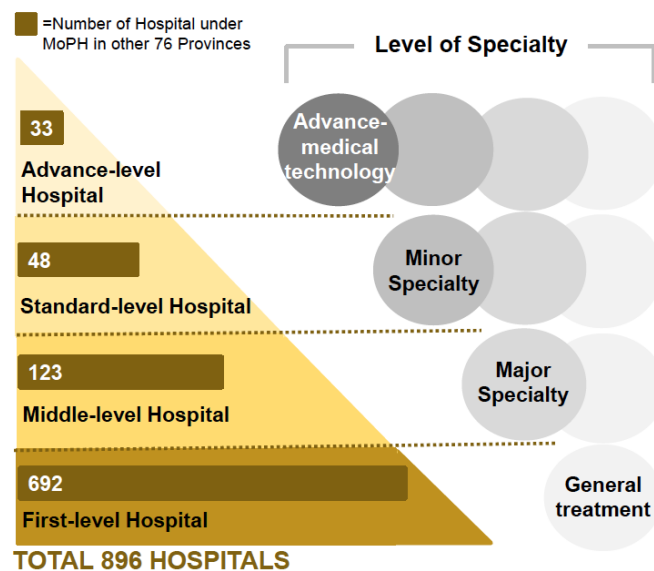 =Number of Hospital under
MoPH in other 76 Provinces
Level of Specialty
33
Advance-level
Hospital
Advance-
medical
technology
48
Standard-level Hospital
Minor
Specialty
123
Middle-level Hospital
Major
Specialty
692
First-level Hospital
General
treatment
TOTAL 896 HOSPITALS